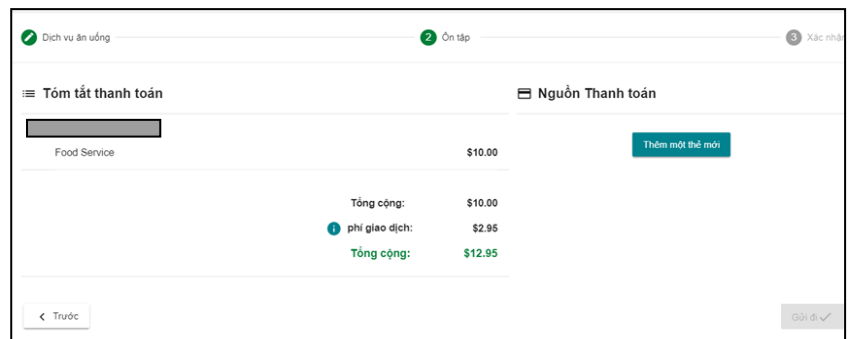 Dịch vụ ăn uống
2 Ôn tập
3 Xác nhận
Tóm tắt thanh toán
Food Service $10.00
Tổng cộng: $10.00
phí giao dịch: $2.95
Tổng cộng: $12.95
Trước
Nguồn Thanh toán
Thêm một thẻ mới
Gửi đi